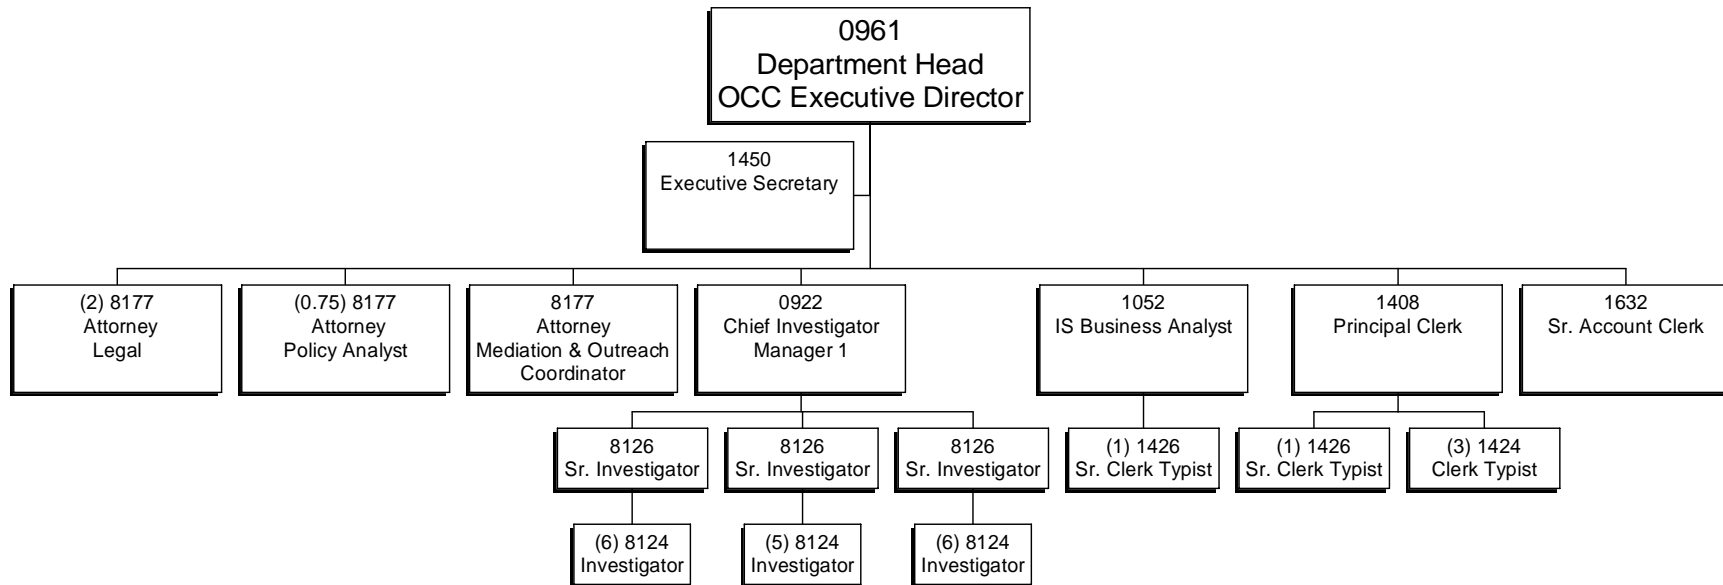 0961
Department Head
OCC Executive Director
1450
Executive Secretary
(2) 8177
Attorney
Legal
(0.75) 8177
Attorney
Policy Analyst
8177
Attorney
Mediation & Outreach
Coordinator
0922
Chief Investigator
Manager 1
1052
IS Business Analyst
1408
Principal Clerk
1632
Sr. Account Clerk
8126
Sr. Investigator
8126
Sr. Investigator
8126
Sr. Investigator
(1) 1426
Sr. Clerk Typist
(1) 1426
Sr. Clerk Typist
(3) 1424
Clerk Typist
(6) 8124
Investigator
(5) 8124
Investigator
(6) 8124
Investigator